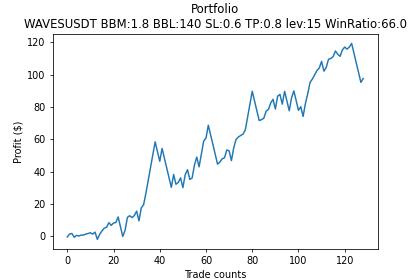 Portfolio
WAVESUSDT BBM:1.8 BBL:140 SL:0.6 TP:0.8 lev:15 WinRatio:66.0
120
100
80
60
40
20
0
Profit ($)
0 20 40 60 80 100 120
Trade counts